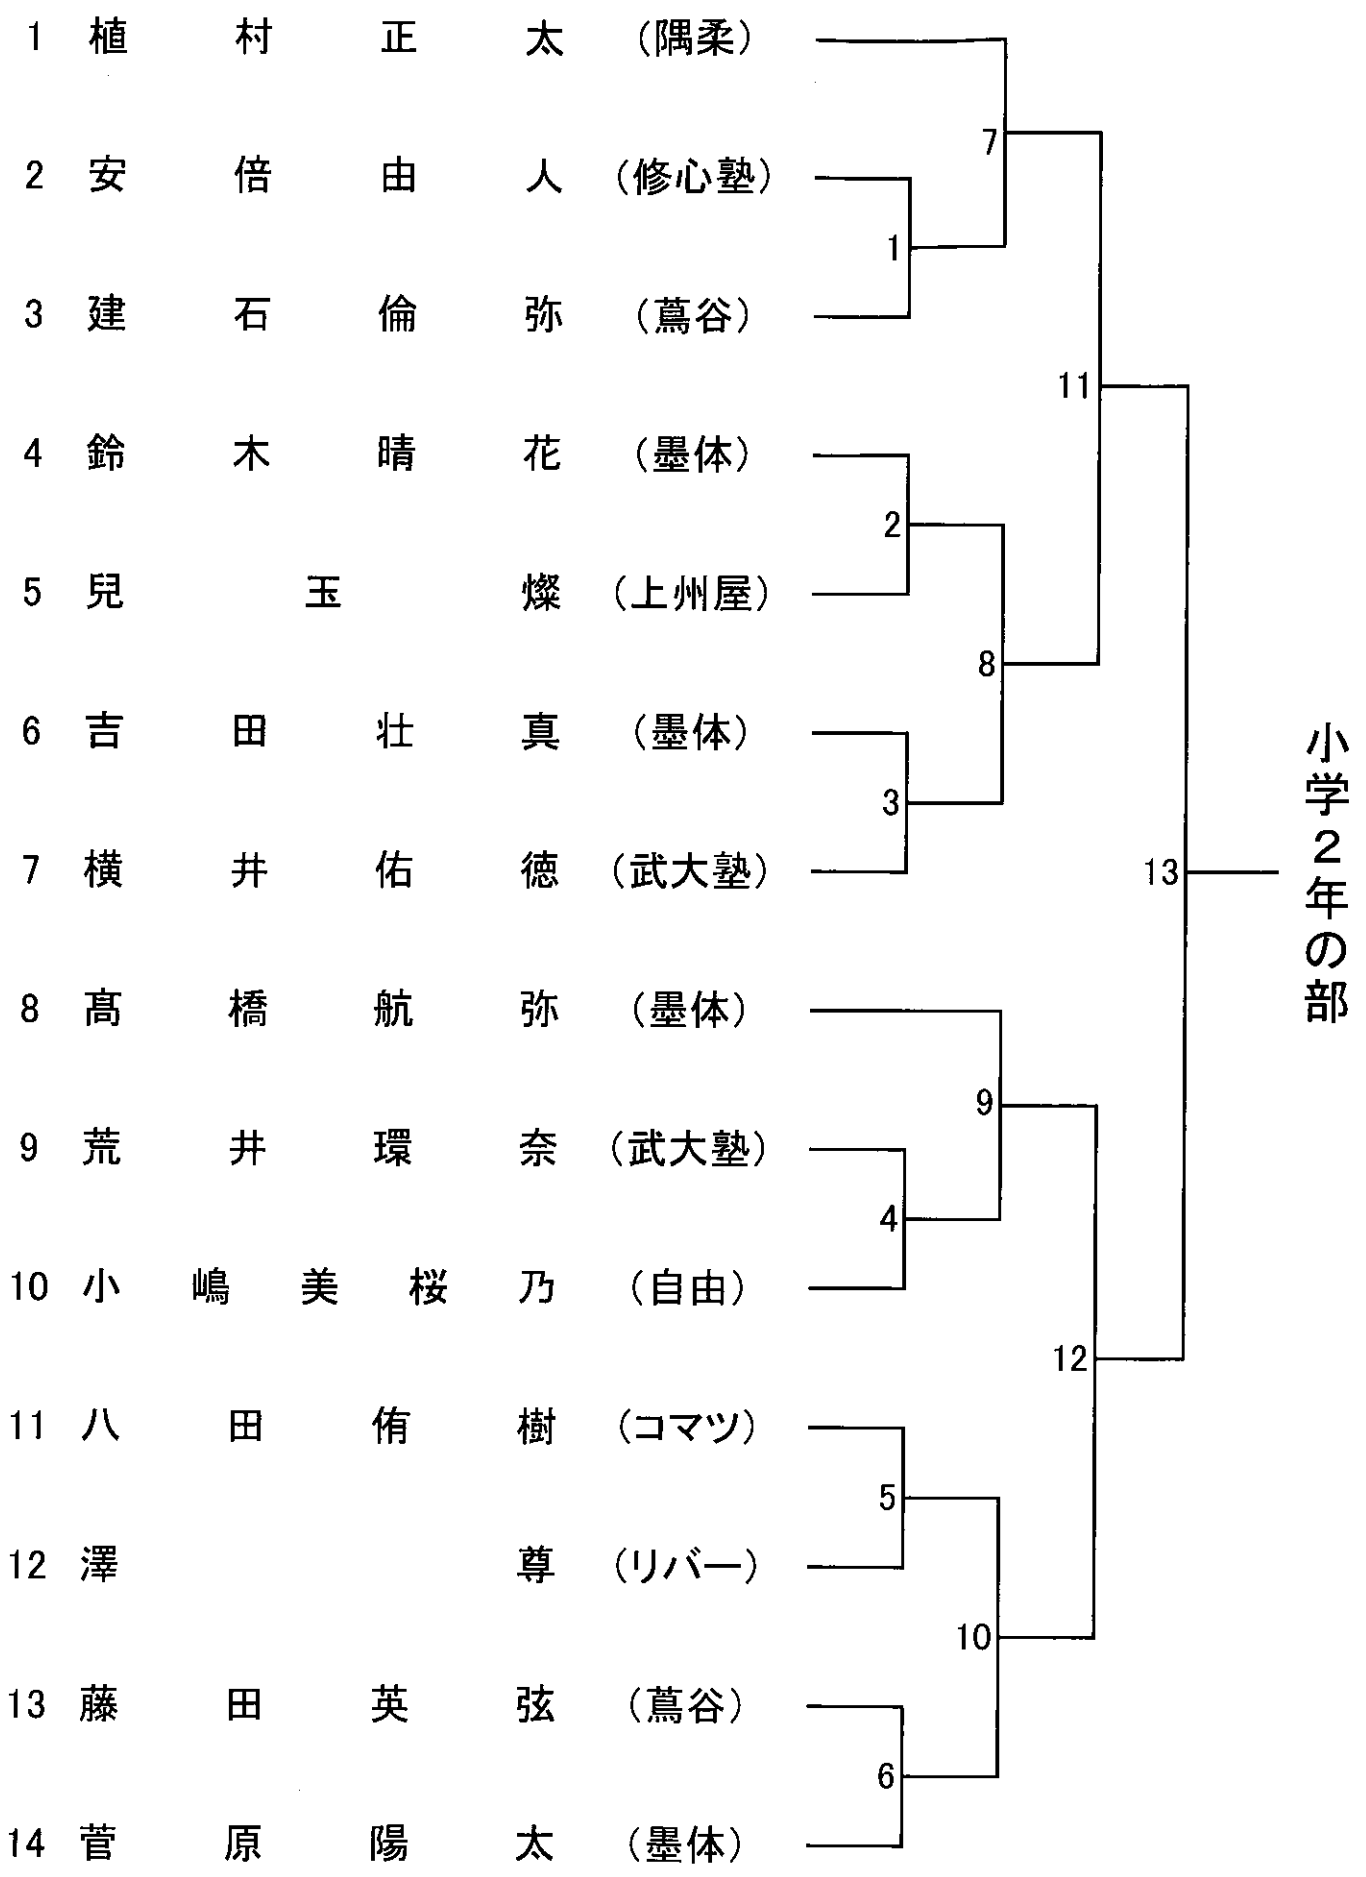 1 植村正太 (隅柔)
2 安倍由人 (修心塾)
3 建石倫弥 (蔦谷)
4 鈴木晴花 (墨体)
5 兒玉燦 (上州屋)
6 吉田壮真 (墨体)
7 横井佑徳 (武大塾)
8 髙橋航弥 (墨体)
9 荒井環奈 (武大塾)
10 小嶋美桜乃 (自由)
11 八田侑樹 (コマツ)
12 澤尊 (リバー)
13 藤田英弦 (蔦谷)
14 菅原陽太 (墨体)
1
2
3
4
5
6
7
8
9
10
11
12
13
小学2年の部